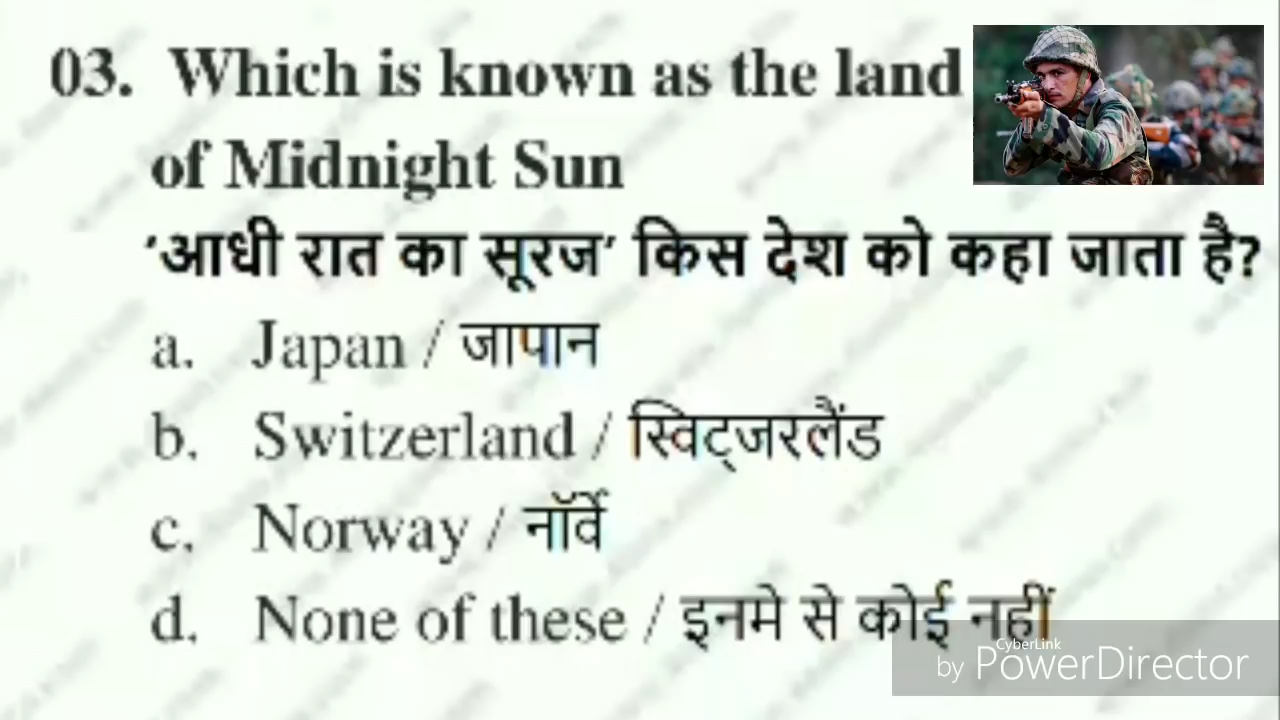 03. Which is known as the land
of Midnight Sun
'आधी रात का सूरज' किस देश को कहा जाता है?
a. Japan / जापान
b. Switzerland / स्विट्जरलैंड
c. Norway / नॉर्वे
d. None of these / इनमे से कोई नहीं
CyberLink
by PowerDirector